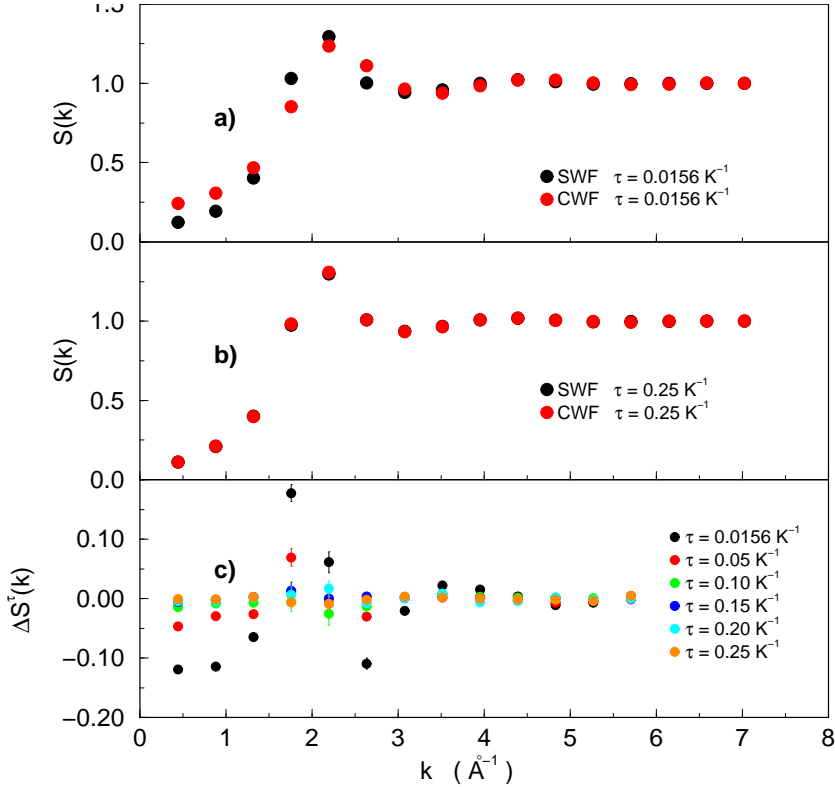 1.5
1.0
0.5
0.0
S(k)
a)
SWF τ = 0.0156 K⁻¹
CWF τ = 0.0156 K⁻¹
1.0
0.5
0.0
S(k)
b)
SWF τ = 0.25 K⁻¹
CWF τ = 0.25 K⁻¹
0.10
0.00
−0.10
−0.20
ΔS^τ(k)
c)
τ = 0.0156 K⁻¹
τ = 0.05 K⁻¹
τ = 0.10 K⁻¹
τ = 0.15 K⁻¹
τ = 0.20 K⁻¹
τ = 0.25 K⁻¹
0 1 2 3 4 5 6 7 8
k (Å⁻¹)